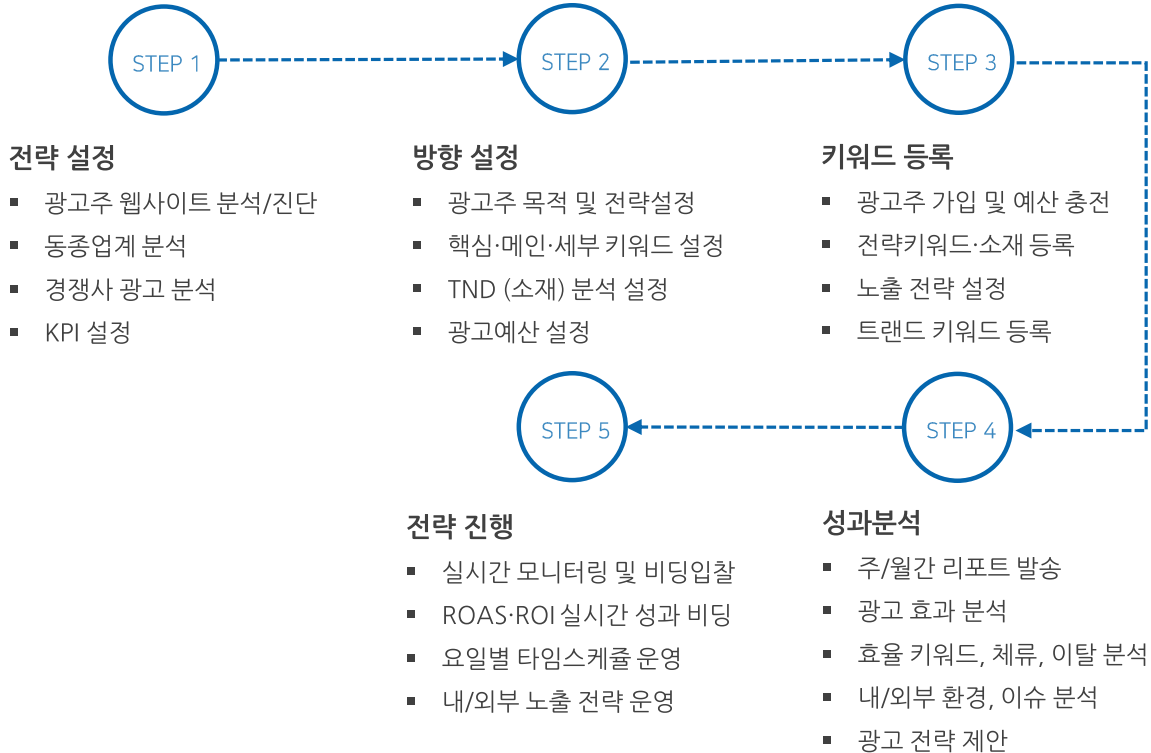 STEP 1
전략 설정
▪ 광고주 웹사이트 분석/진단
▪ 동종업계 분석
▪ 경쟁사 광고 분석
▪ KPI 설정
STEP 2
방향 설정
▪ 광고주 목적 및 전략설정
▪ 핵심·메인·세부 키워드 설정
▪ TND (소재) 분석 설정
▪ 광고예산 설정
STEP 3
키워드 등록
▪ 광고주 가입 및 예산 충전
▪ 전략키워드·소재 등록
▪ 노출 전략 설정
▪ 트랜드 키워드 등록
STEP 4
성과분석
▪ 주/월간 리포트 발송
▪ 광고 효과 분석
▪ 효율 키워드, 체류, 이탈 분석
▪ 내/외부 환경, 이슈 분석
▪ 광고 전략 제안
STEP 5
전략 진행
▪ 실시간 모니터링 및 비딩입찰
▪ ROAS·ROI 실시간 성과 비딩
▪ 요일별 타임스케쥴 운영
▪ 내/외부 노출 전략 운영